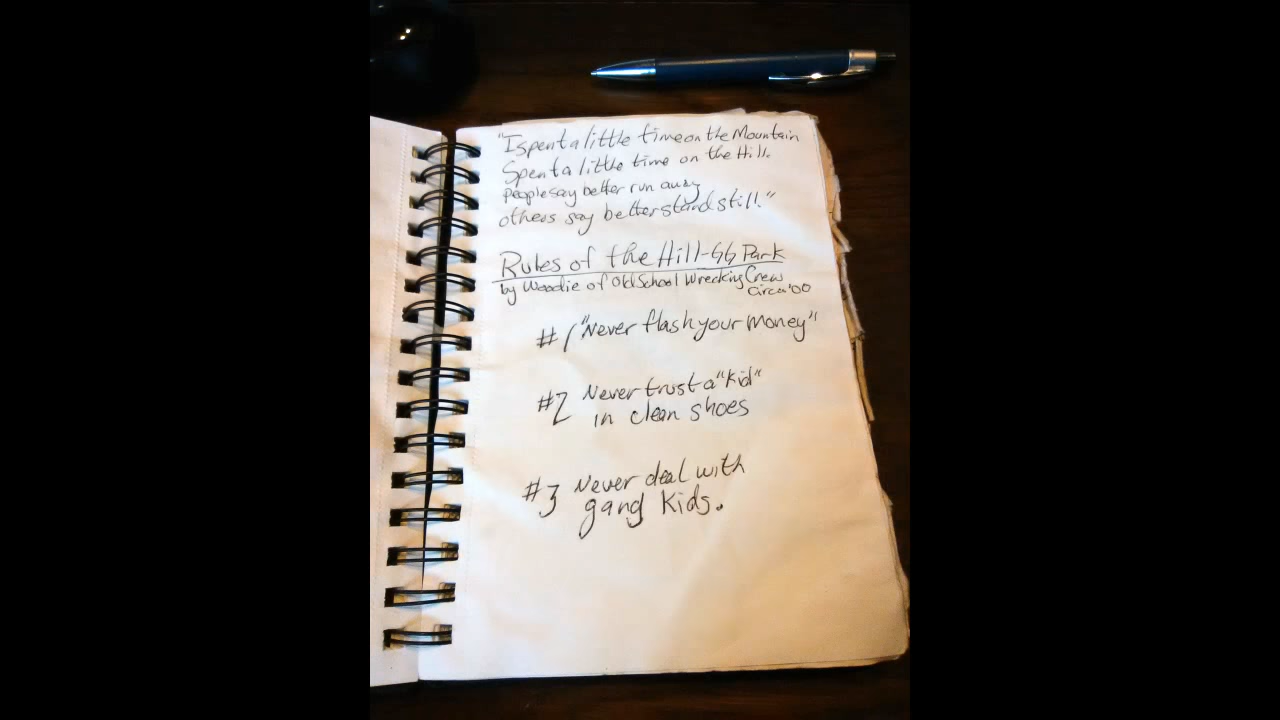 "I spent a little time on the Mountain
Spent a little time on the Hill.
People say better run away
others say better stand still."
Rules of the Hill-GG Park
by Woodie of Old School Wrecking Crew
Circa '00
#1 "Never flash your money"
#2 Never trust a "kid"
in clean shoes
#3 Never deal with
gang kids.